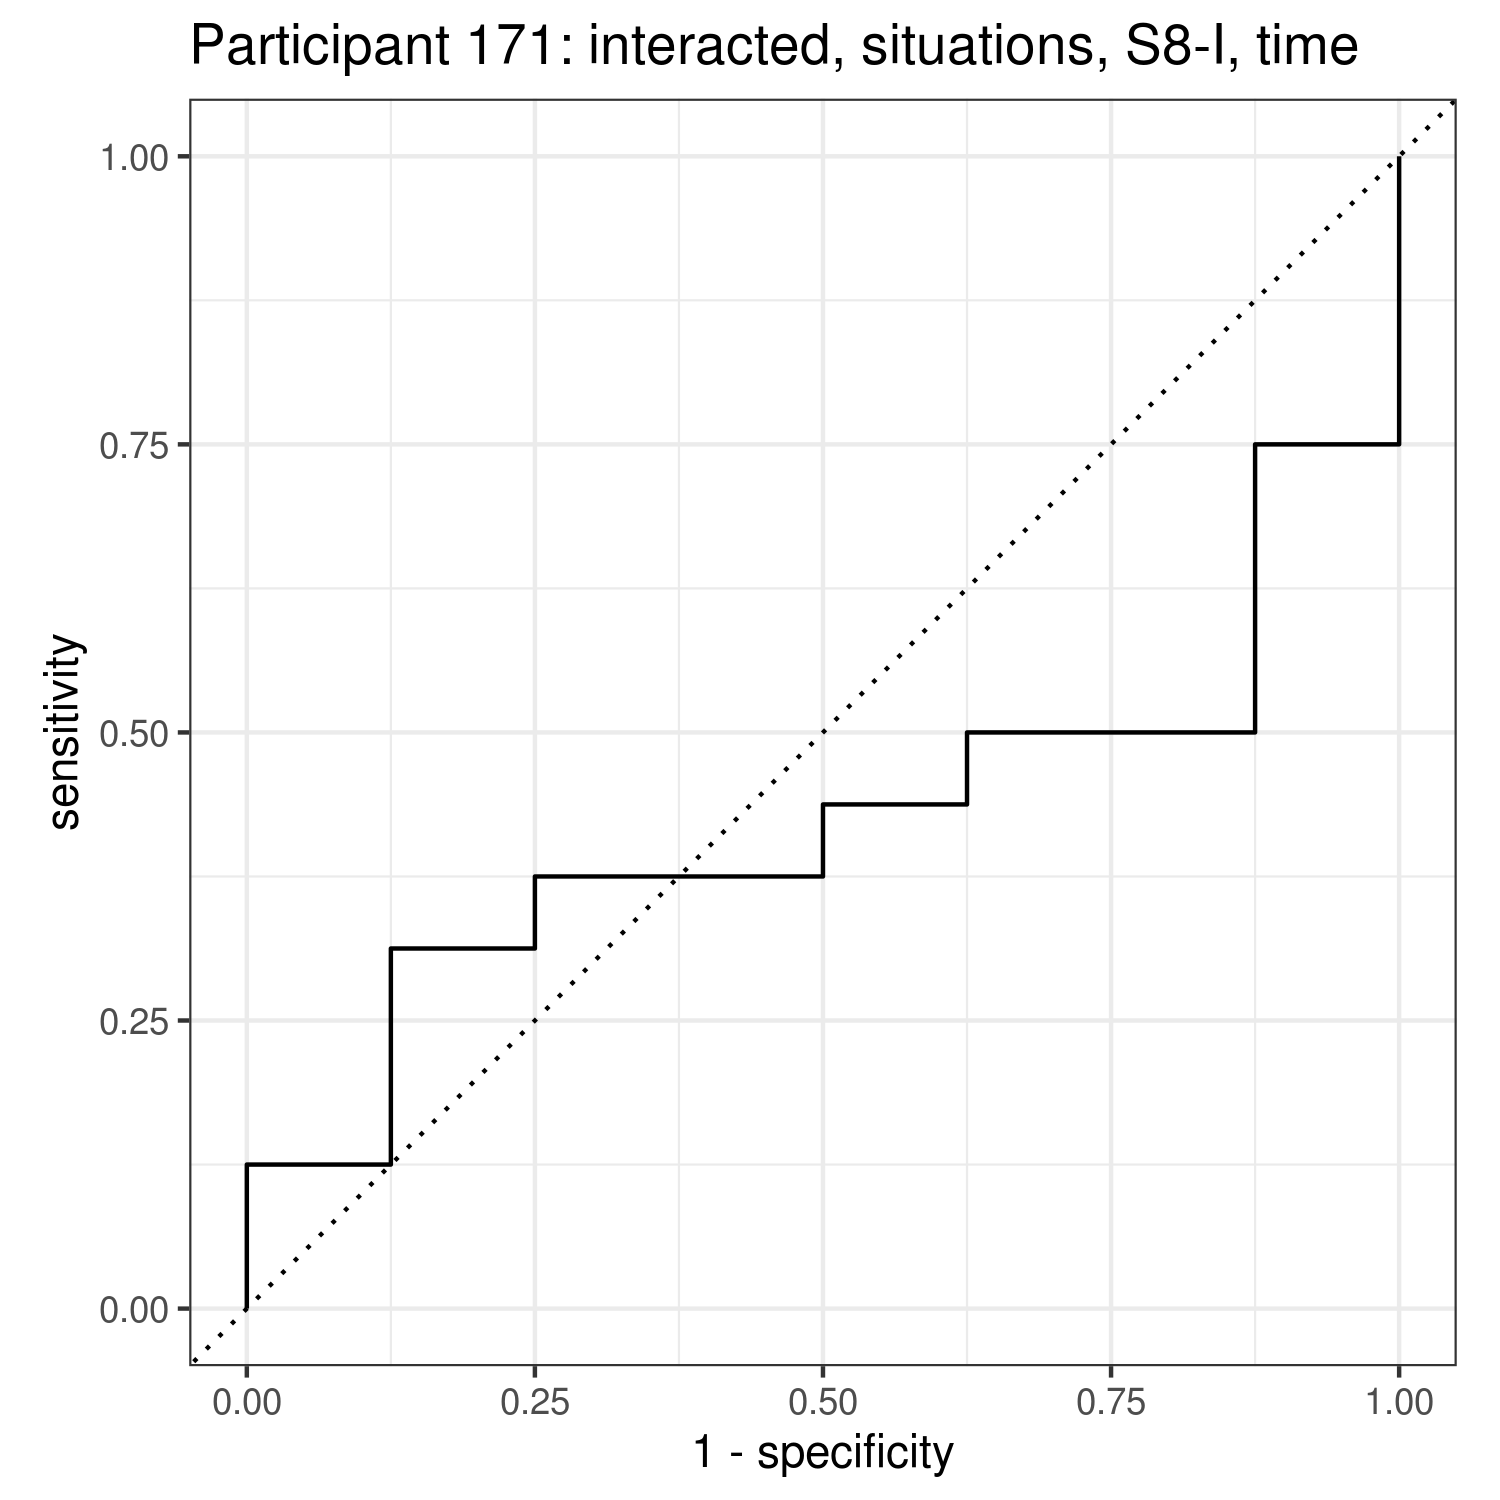 Participant 171: interacted, situations, S8-I, time
1.00
0.75
0.50
0.25
0.00
sensitivity
0.00 0.25 0.50 0.75 1.00
1 - specificity